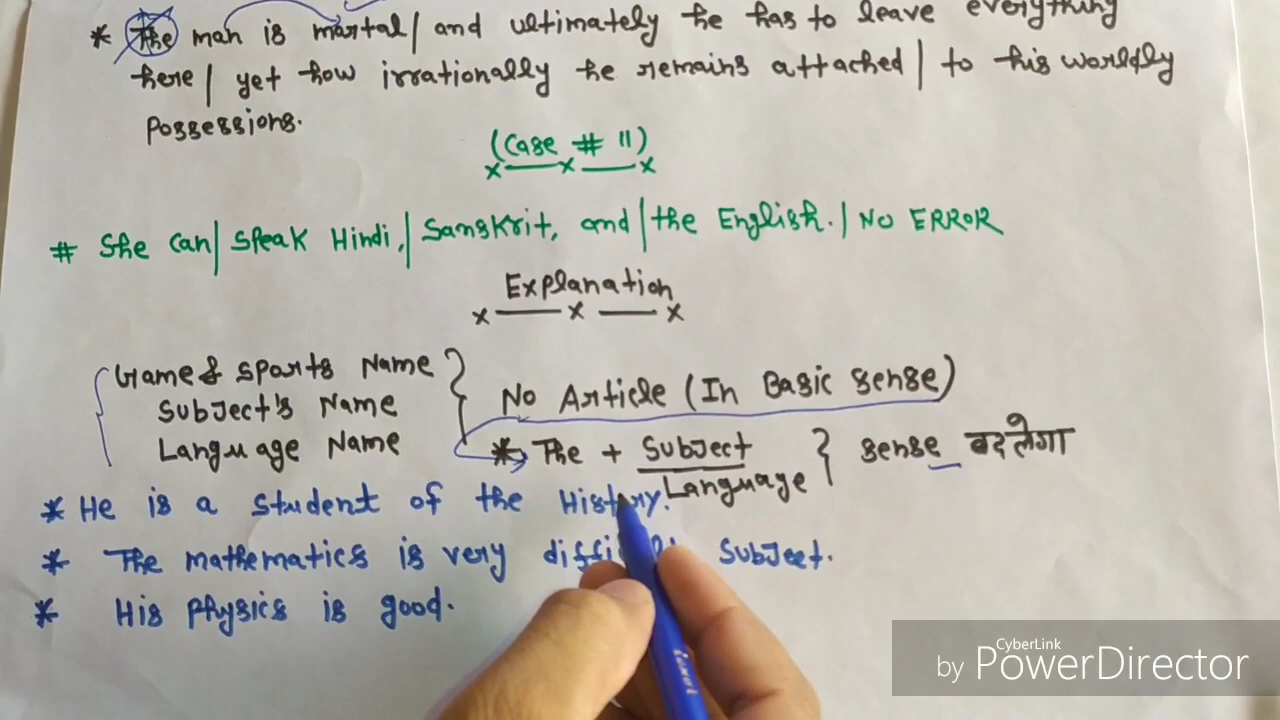 * The man is mortal/ and ultimately he has to leave everything
here/ yet how irrationally he remains attached/ to his worldly
possessions.
(Case # 11)
x — x — x
# She can/ speak Hindi,/ Sanskrit, and/ the English./ NO ERROR
Explanation
x — x — x
Game & sports Name
Subject's Name
Language Name
No Article (In Basic sense)
* The + Subject
Language
sense बदलेगा
* He is a student of the History.
* The mathematics is very difficult Subject.
* His physics is good.
Luxor
CyberLink
by PowerDirector